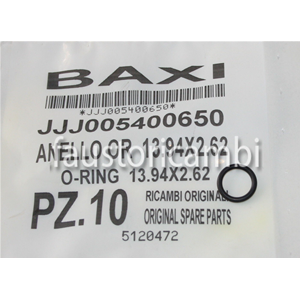 BAXI
*JJJ005400650*
JJJ005400650
ANELLO OR 13.94X2.62
faustoricambi
O-RING 13.94X2.62
PZ.10
RICAMBI ORIGINALI
ORIGINAL SPARE PARTS
5120472